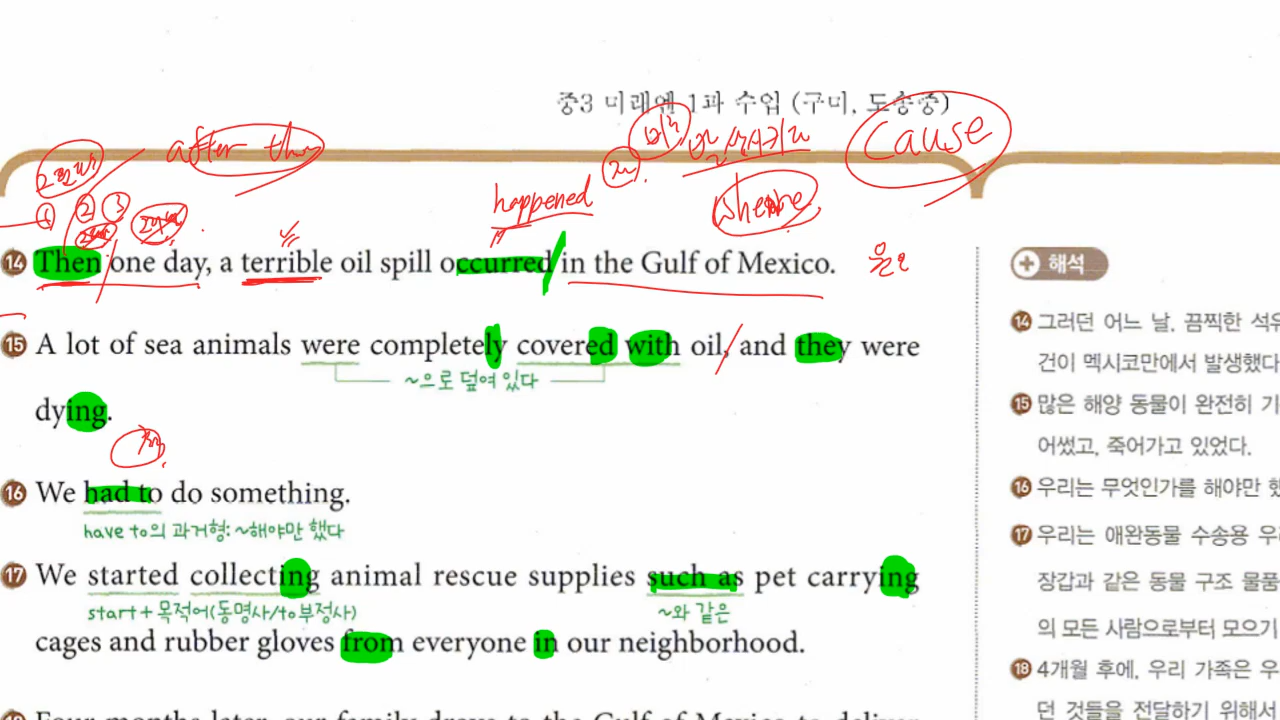 중3 미래엔 1과 수업 (구미, 도송중)
cause
happened
⑭ Then one day, a terrible oil spill occurred in the Gulf of Mexico.
⑮ A lot of sea animals were completely covered with oil, and they were
~으로 덮여 있다
dying.
⑯ We had to do something.
have to의 과거형: ~해야만 했다
⑰ We started collecting animal rescue supplies such as pet carrying
start + 목적어(동명사/to부정사)
~와 같은
cages and rubber gloves from everyone in our neighborhood.
해석
⑭ 그러던 어느 날, 끔찍한 석유
건이 멕시코만에서 발생했다
⑮ 많은 해양 동물이 완전히 기
어썼고, 죽어가고 있었다.
⑯ 우리는 무엇인가를 해야만 했
⑰ 우리는 애완동물 수송용 우리
장갑과 같은 동물 구조 물품
의 모든 사람으로부터 모으기
⑱ 4개월 후에, 우리 가족은 우
던 것들을 전달하기 위해서